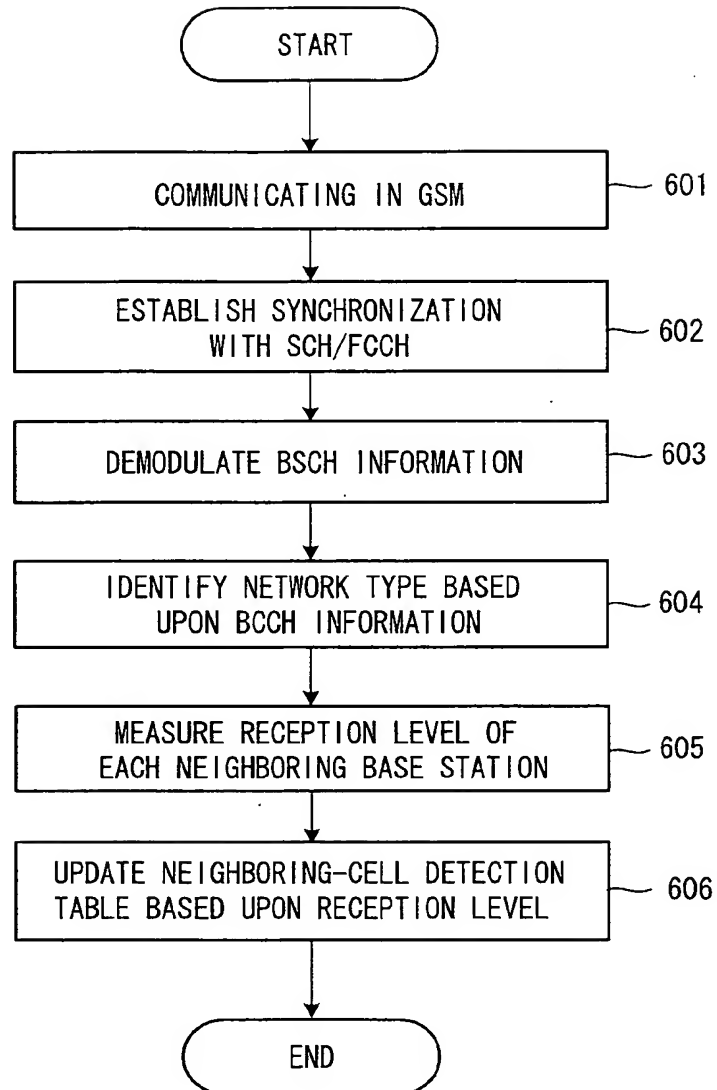 START
COMMUNICATING IN GSM
601
ESTABLISH SYNCHRONIZATION
WITH SCH/FCCH
602
DEMODULATE BSCH INFORMATION
603
IDENTIFY NETWORK TYPE BASED
UPON BCCH INFORMATION
604
MEASURE RECEPTION LEVEL OF
EACH NEIGHBORING BASE STATION
605
UPDATE NEIGHBORING-CELL DETECTION
TABLE BASED UPON RECEPTION LEVEL
606
END